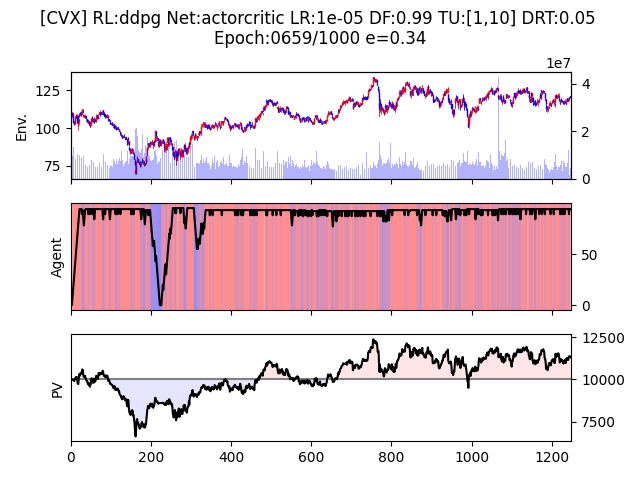 [CVX] RL:ddpg Net:actorcritic LR:1e-05 DF:0.99 TU:[1,10] DRT:0.05
Epoch:0659/1000 e=0.34
1e7
125
100
75
Env.
4
2
0
Agent
50
0
PV
12500
10000
7500
0 200 400 600 800 1000 1200